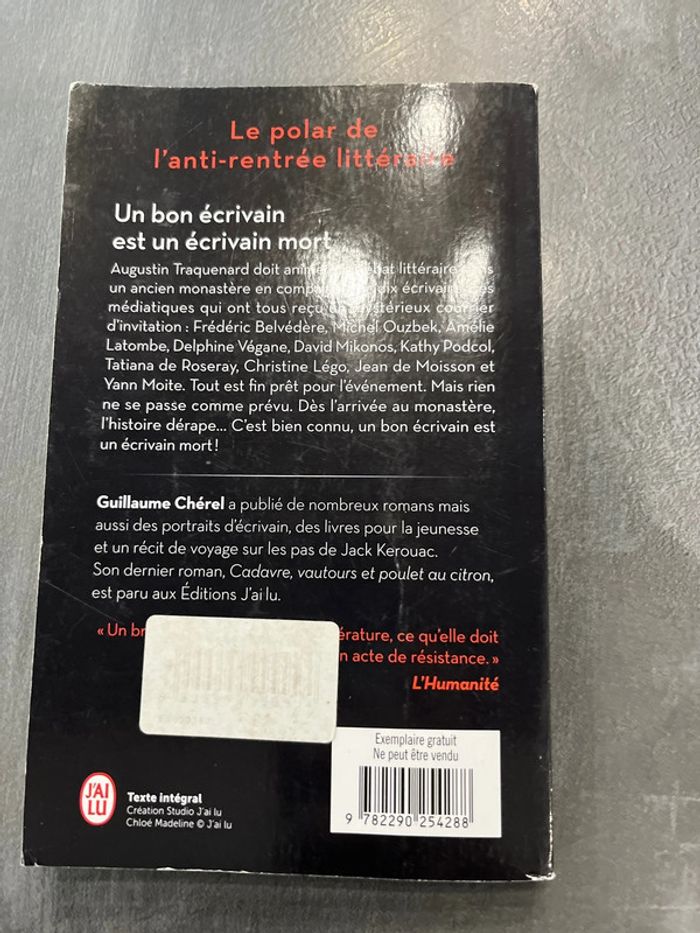 Le polar de
l'anti-rentrée littéraire
Un bon écrivain
est un écrivain mort
Augustin Traquenard doit littéraire
un ancien monastère en écrivains
médiatiques qui ont tous reçu mystérieux courrier
d'invitation : Frédéric Belvédère, Michel Ouzbek, Amélie
Latombe, Delphine Végane, David Mikonos, Kathy Podcol,
Tatiana de Roseray, Christine Légo, Jean de Moisson et
Yann Moite. Tout est fin prêt pour l'événement. Mais rien
ne se passe comme prévu. Dès l'arrivée au monastère,
l'histoire dérape... C'est bien connu, un bon écrivain est
un écrivain mort !
Guillaume Chérel a publié de nombreux romans mais
aussi des portraits d'écrivain, des livres pour la jeunesse
et un récit de voyage sur les pas de Jack Kerouac.
Son dernier roman, Cadavre, vautours et poulet au citron,
est paru aux Éditions J'ai lu.
« Un ce qu'elle doit
acte de résistance. »
L'Humanité
Exemplaire gratuit
Ne peut être vendu
9 782290 254288
J'AI
LU
Texte intégral
Création Studio J'ai lu
Chloé Madeline © J'ai lu